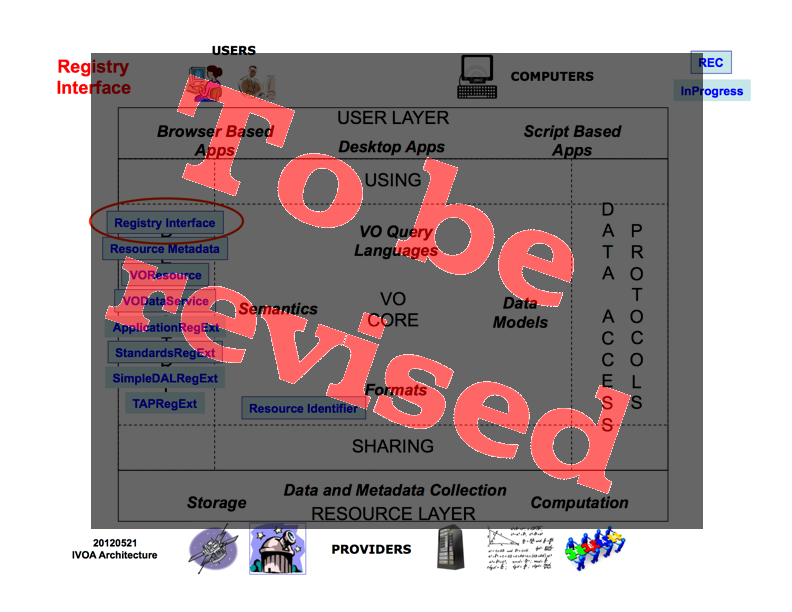 USERS
Registry
Interface
COMPUTERS
REC
InProgress
USER LAYER
Browser Based
Apps
Desktop Apps
Script Based
Apps
USING
Registry Interface
Resource Metadata
VOResource
VODataService
ApplicationRegExt
StandardsRegExt
SimpleDALRegExt
TAPRegExt
VO Query
Languages
Semantics
VO
CORE
Data
Models
Formats
Resource Identifier
DATA ACCESS
PROTOCOLS
SHARING
Storage
Data and Metadata Collection
Computation
RESOURCE LAYER
To be
revised
20120521
IVOA Architecture
PROVIDERS